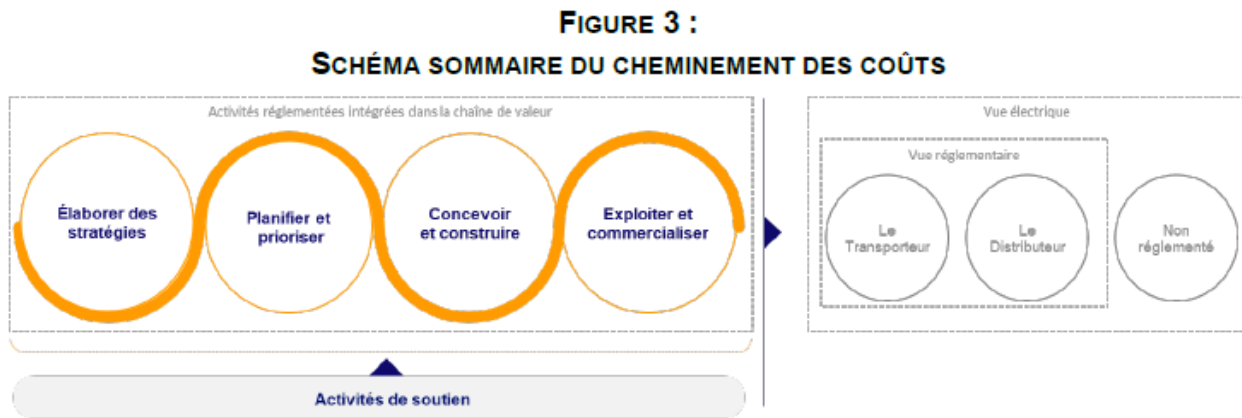 FIGURE 3 :
SCHÉMA SOMMAIRE DU CHEMINEMENT DES COÛTS
Activités réglementées intégrées dans la chaîne de valeur
Élaborer des
stratégies
Planifier et
prioriser
Concevoir
et construire
Exploiter et
commercialiser
Activités de soutien
Vue électrique
Vue réglementaire
Le
Transporteur
Le
Distributeur
Non
réglementé